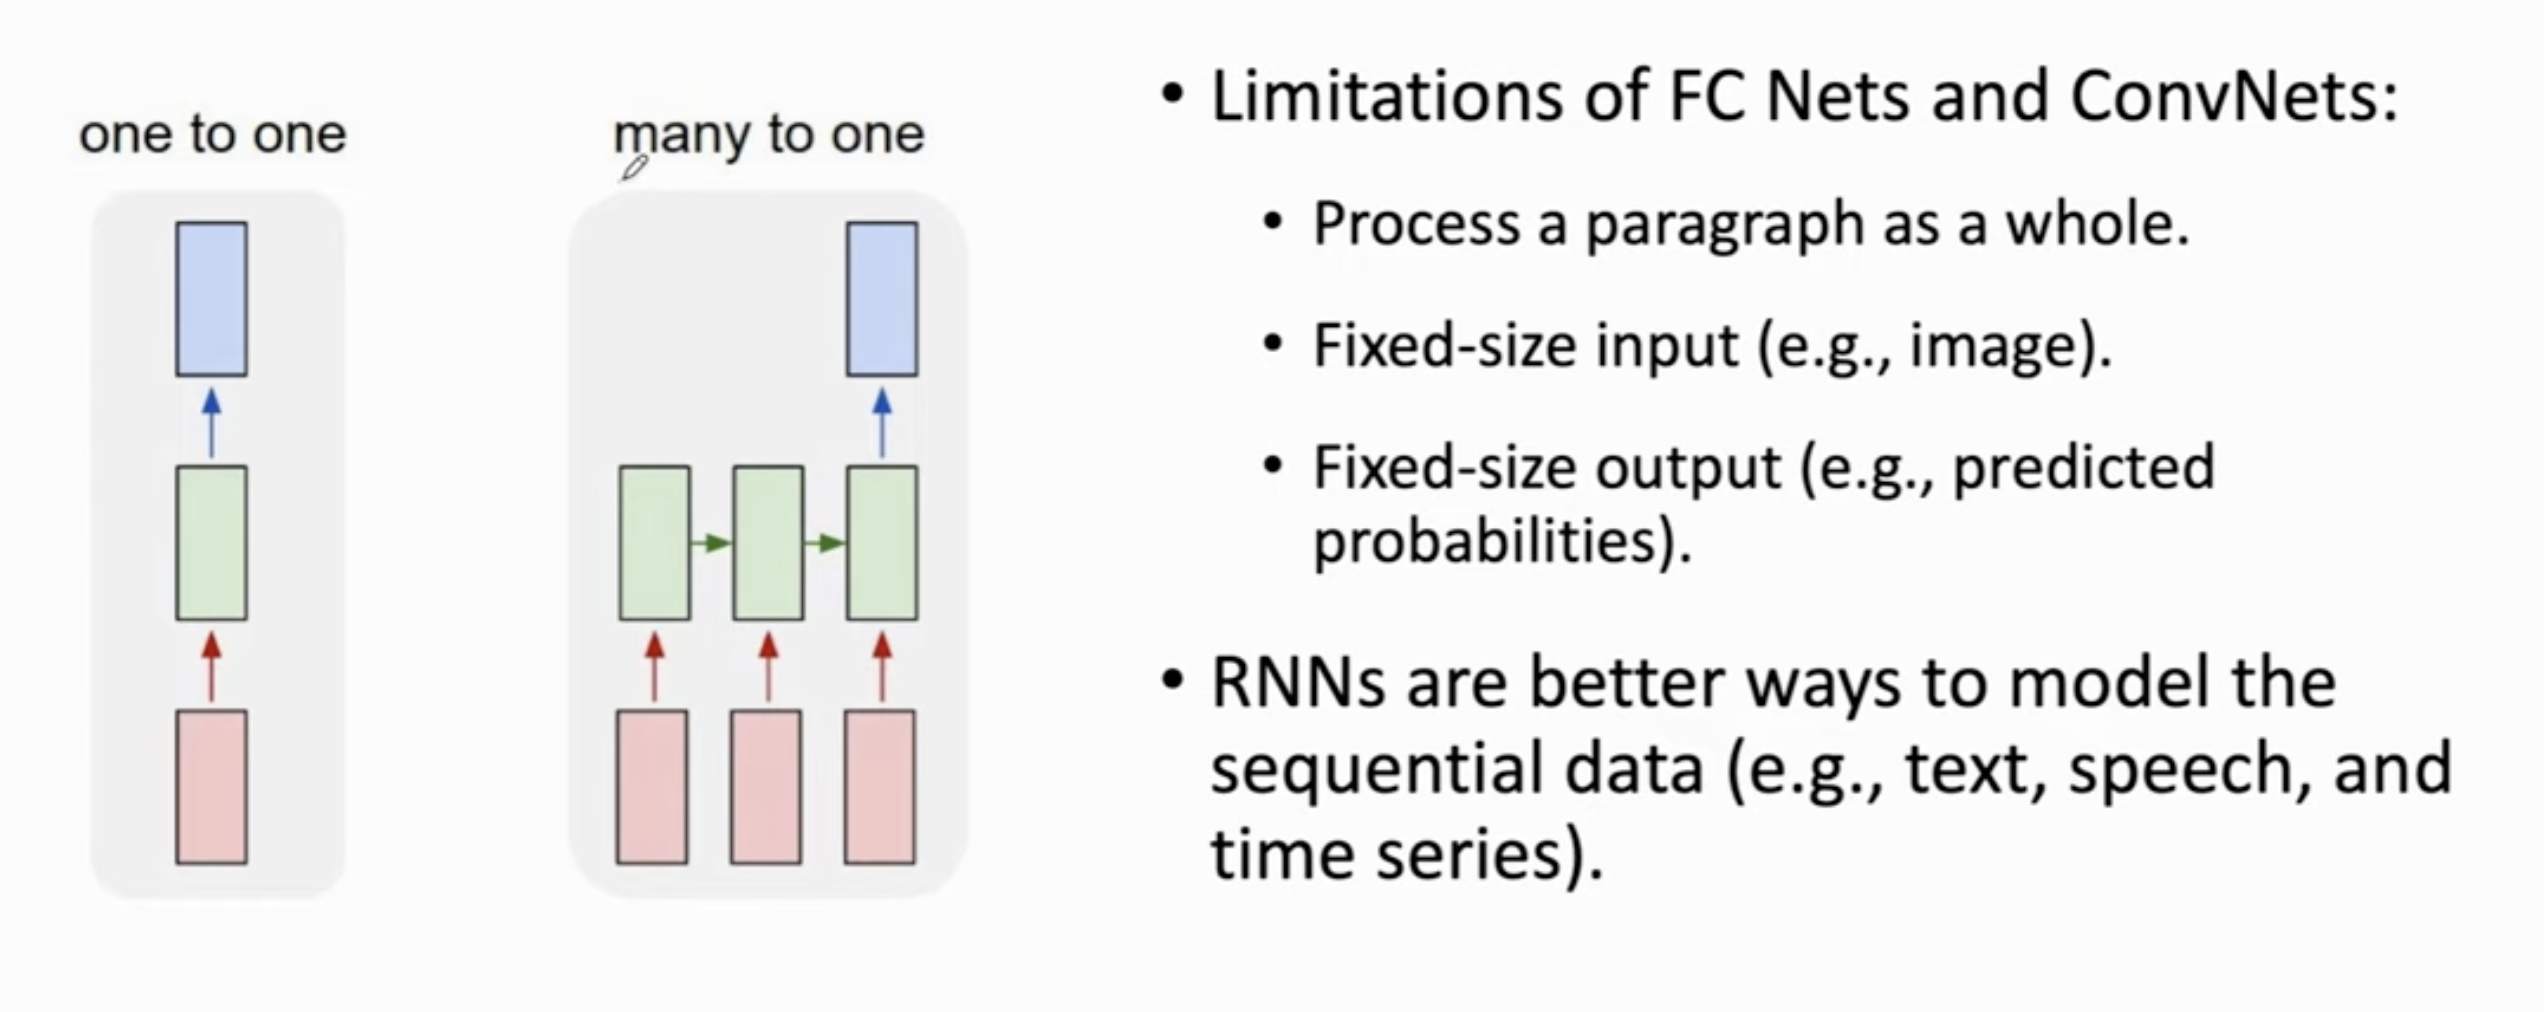 one to one
many to one
• Limitations of FC Nets and ConvNets:
• Process a paragraph as a whole.
• Fixed-size input (e.g., image).
• Fixed-size output (e.g., predicted
probabilities).
• RNNs are better ways to model the
sequential data (e.g., text, speech, and
time series).